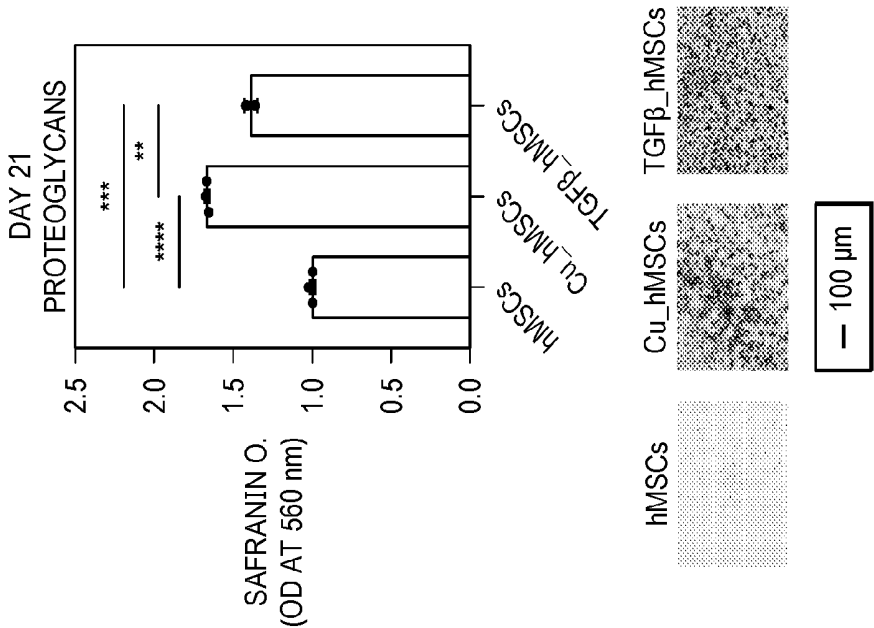 DAY 21
PROTEOGLYCANS
***
**
****
SAFRANIN O.
(OD AT 560 nm)
2.5
2.0
1.5
1.0
0.5
0.0
hMSCs
Cu_hMSCs
TGFβ_hMSCs
hMSCs
Cu_hMSCs
TGFβ_hMSCs
100 µm